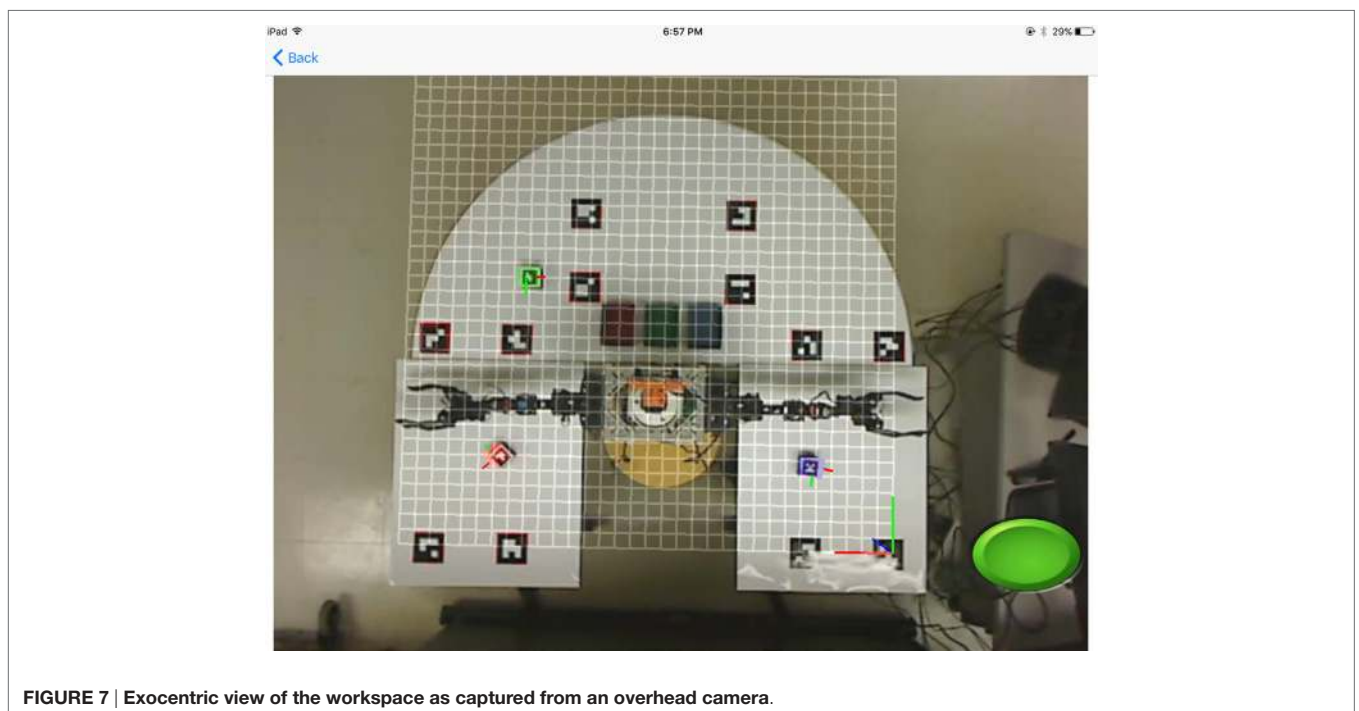 iPad 6:57 PM 29%
Back
FIGURE 7 | Exocentric view of the workspace as captured from an overhead camera.